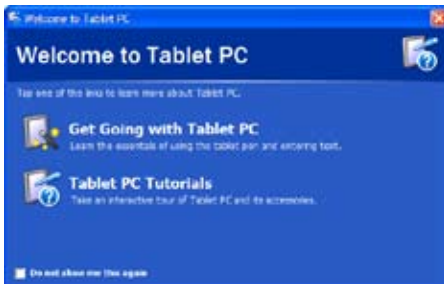 Welcome to Tablet PC
Welcome to Tablet PC
Tap one of the links to learn more about Tablet PC.
Get Going with Tablet PC
Learn the essentials of using the tablet pen and entering text.
Tablet PC Tutorials
Take an interactive tour of Tablet PC and its accessories.
Do not show me this again